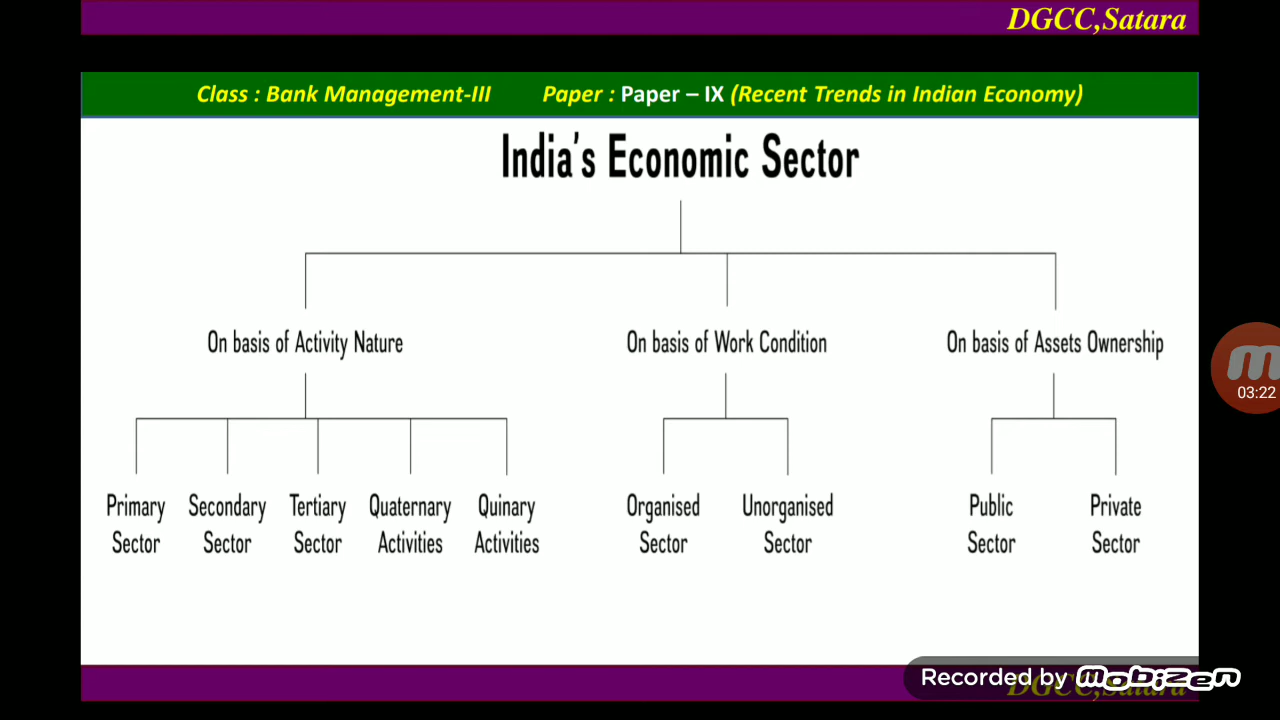 DGCC,Satara
Class : Bank Management-III Paper : Paper – IX (Recent Trends in Indian Economy)
India's Economic Sector
On basis of Activity Nature
On basis of Work Condition
On basis of Assets Ownership
Primary Sector
Secondary Sector
Tertiary Sector
Quaternary Activities
Quinary Activities
Organised Sector
Unorganised Sector
Public Sector
Private Sector
03:22
Recorded by mobizen
DGCC,Satara